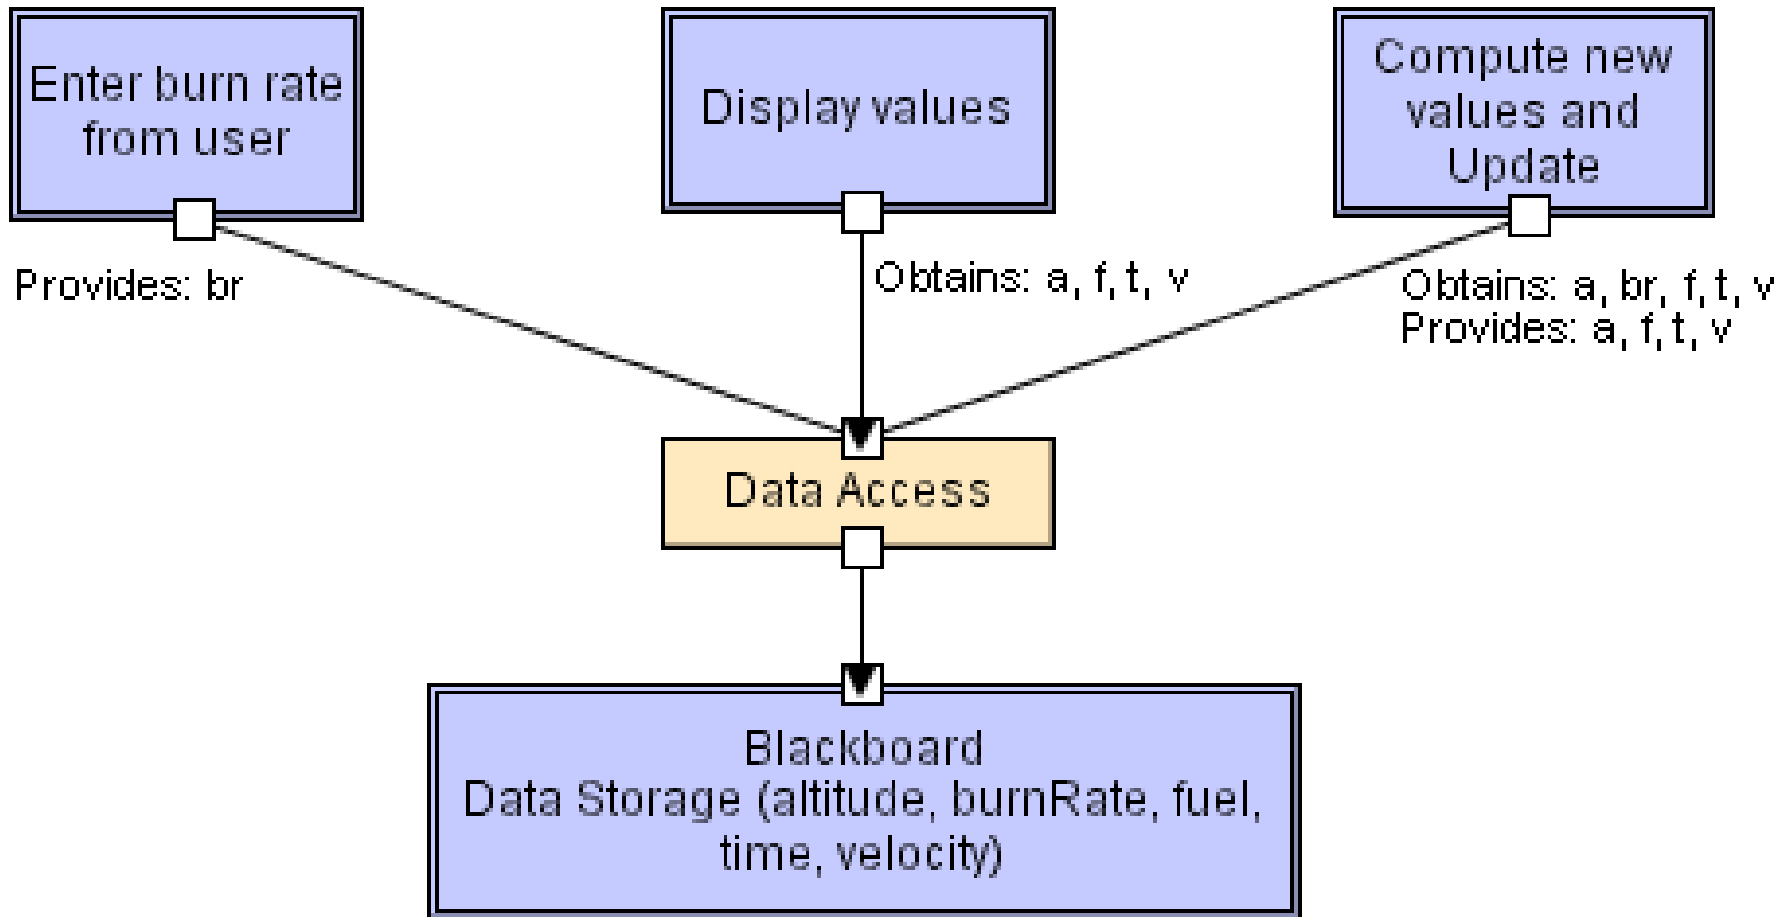 Enter burn rate
from user
Display values
Compute new
values and
Update
Provides: br
Obtains: a, f, t, v
Obtains: a, br, f, t, v
Provides: a, f, t, v
Data Access
Blackboard
Data Storage (altitude, burnRate, fuel,
time, velocity)